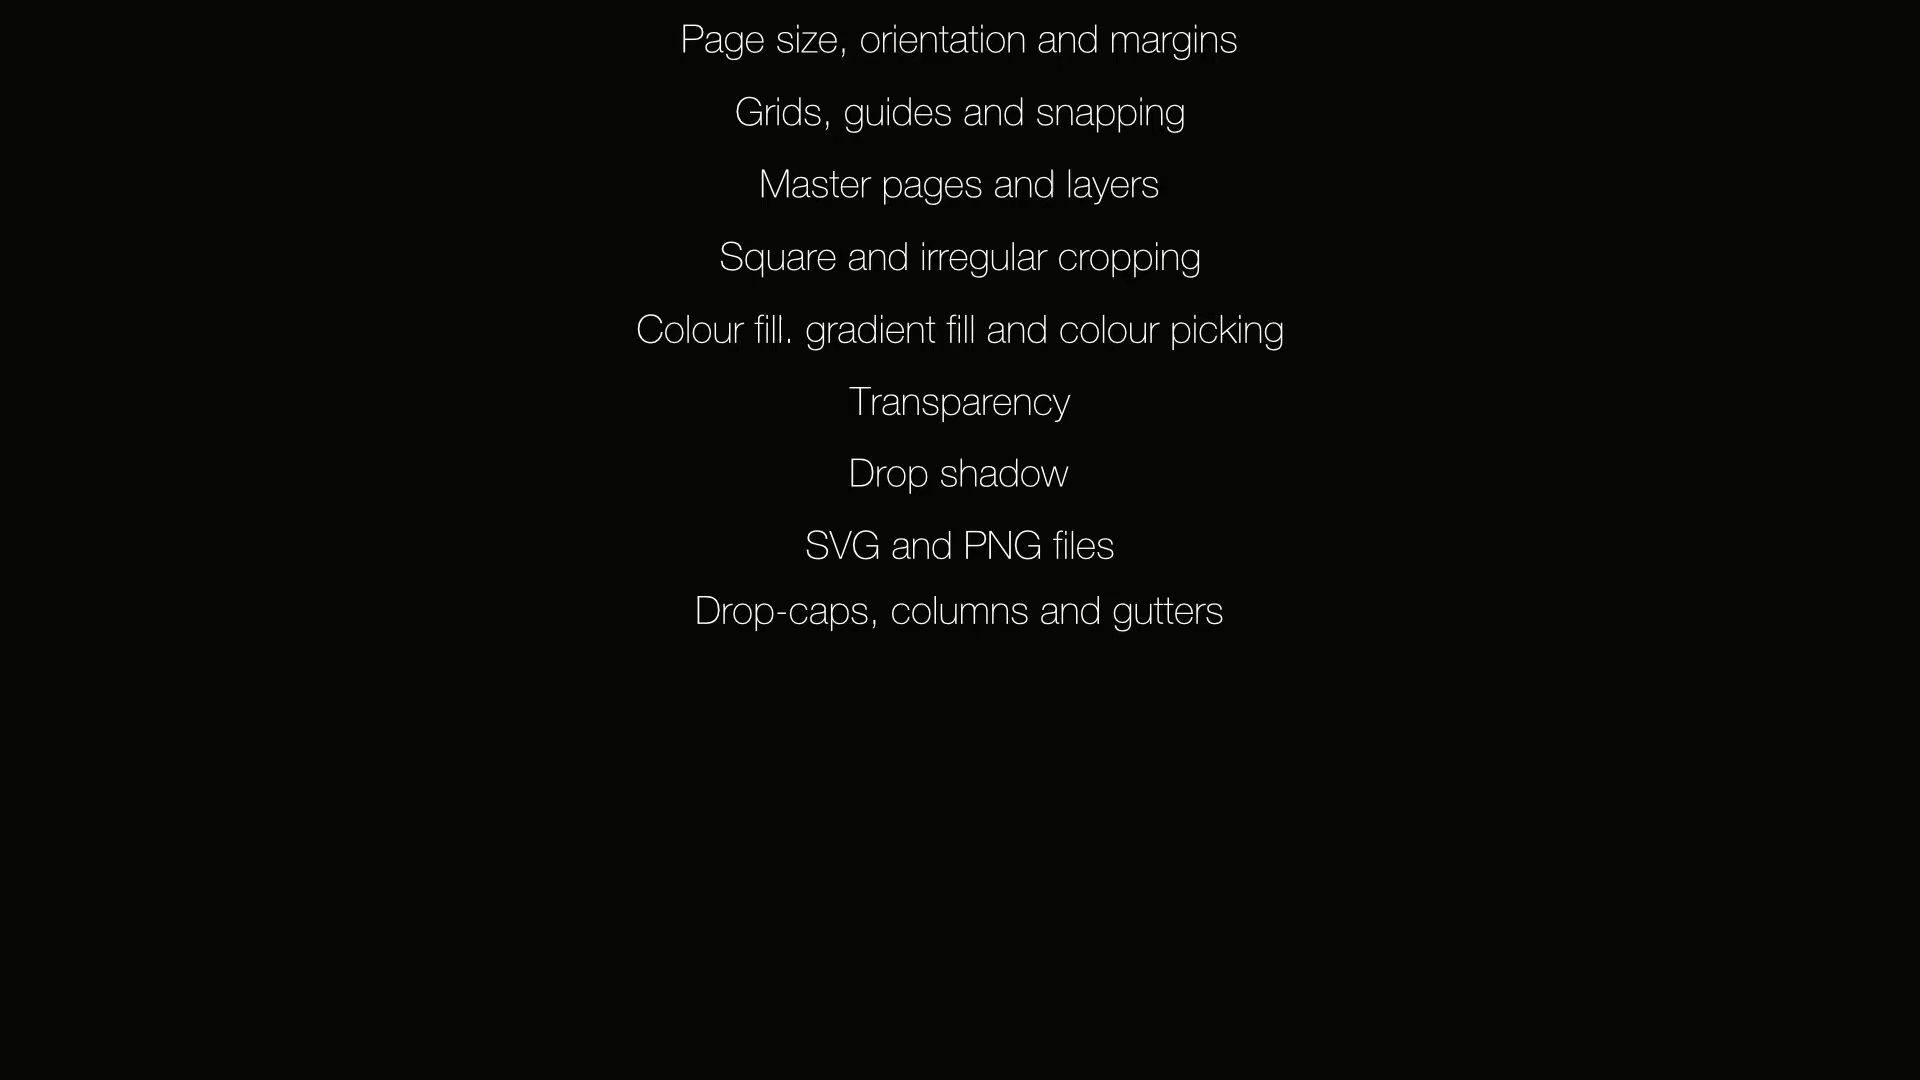 Page size, orientation and margins
Grids, guides and snapping
Master pages and layers
Square and irregular cropping
Colour fill. gradient fill and colour picking
Transparency
Drop shadow
SVG and PNG files
Drop-caps, columns and gutters